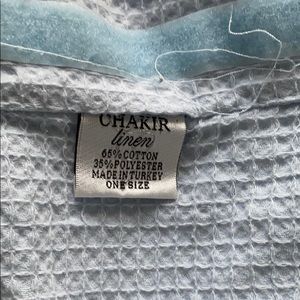 CHAKIR
linen
65% COTTON
35% POLYESTER
MADE IN TURKEY
ONE SIZE